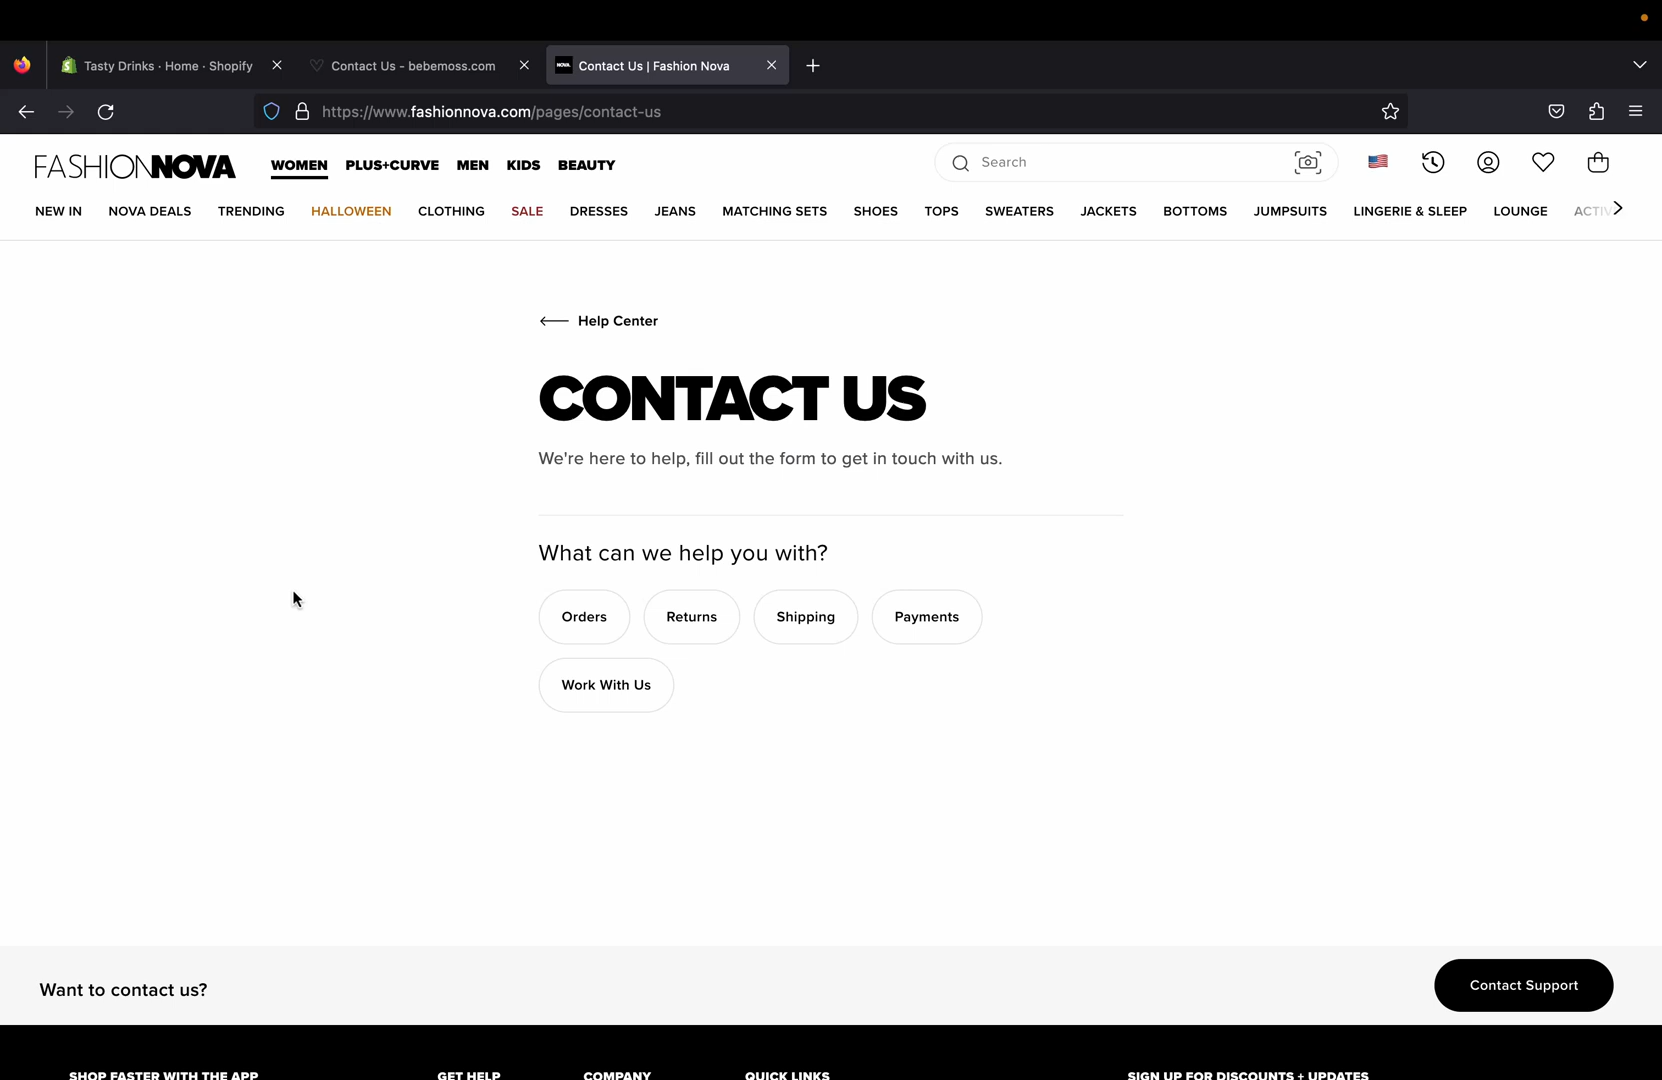 Tasty Drinks · Home · Shopify
Contact Us - bebemoss.com
Contact Us | Fashion Nova
https://www.fashionnova.com/pages/contact-us
FASHIONNOVA
WOMEN PLUS+CURVE MEN KIDS BEAUTY
Search
NEW IN NOVA DEALS TRENDING HALLOWEEN CLOTHING SALE DRESSES JEANS MATCHING SETS SHOES TOPS SWEATERS JACKETS BOTTOMS JUMPSUITS LINGERIE & SLEEP LOUNGE ACTIV
Help Center
CONTACT US
We're here to help, fill out the form to get in touch with us.
What can we help you with?
Orders Returns Shipping Payments
Work With Us
Want to contact us?
Contact Support
SHOP FASTER WITH THE APP GET HELP COMPANY QUICK LINKS SIGN UP FOR DISCOUNTS + UPDATES